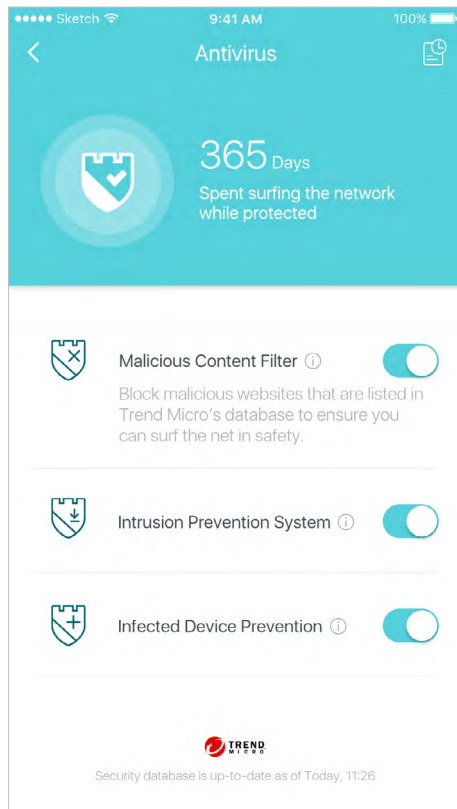 Sketch 9:41 AM 100%
Antivirus
365 Days
Spent surfing the network
while protected
Malicious Content Filter
Block malicious websites that are listed in
Trend Micro's database to ensure you
can surf the net in safety.
Intrusion Prevention System
Infected Device Prevention
TREND
MICRO
Security database is up-to-date as of Today, 11:26